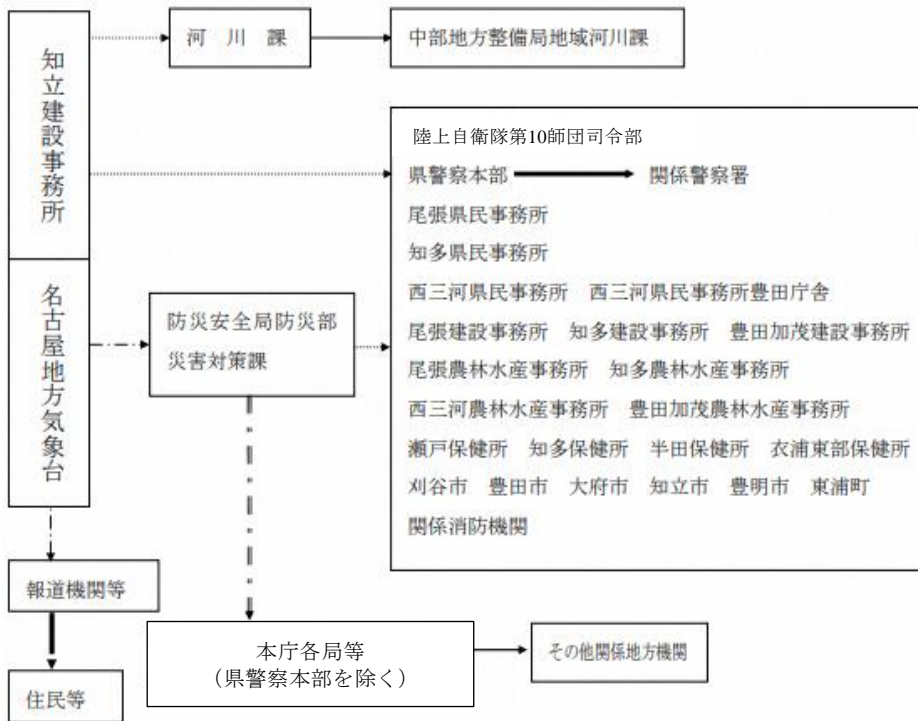 知立建設事務所
河川課
中部地方整備局地域河川課
陸上自衛隊第10師団司令部
県警察本部 関係警察署
尾張県民事務所
知多県民事務所
西三河県民事務所 西三河県民事務所豊田庁舎
尾張建設事務所 知多建設事務所 豊田加茂建設事務所
尾張農林水産事務所 知多農林水産事務所
西三河農林水産事務所 豊田加茂農林水産事務所
瀬戸保健所 知多保健所 半田保健所 衣浦東部保健所
刈谷市 豊田市 大府市 知立市 豊明市 東浦町
関係消防機関
名古屋地方気象台
防災安全局防災部
災害対策課
報道機関等
住民等
本庁各局等
（県警察本部を除く）
その他関係地方機関